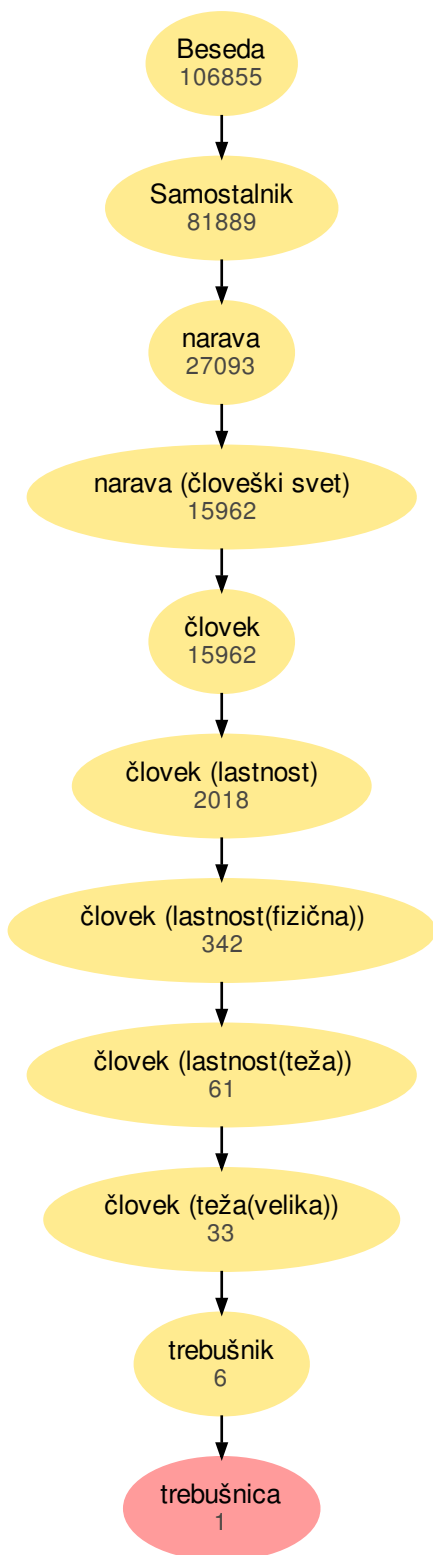 Beseda
106855
Samostalnik
81889
narava
27093
narava (človeški svet)
15962
človek
15962
človek (lastnost)
2018
človek (lastnost(fizična))
342
človek (lastnost(teža))
61
človek (teža(velika))
33
trebušnik
6
trebušnica
1